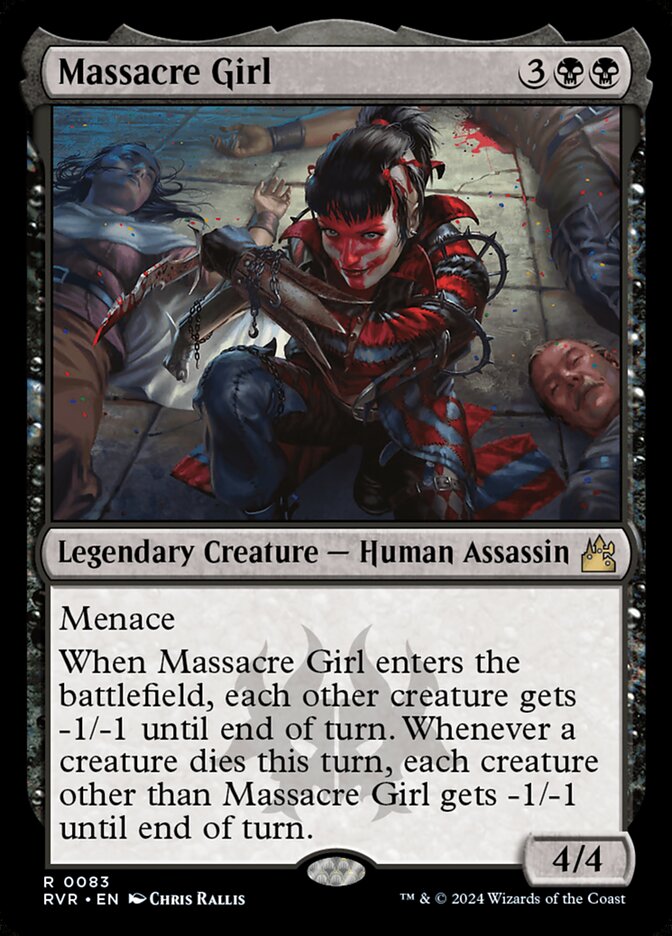 Massacre Girl 3
Legendary Creature — Human Assassin
Menace
When Massacre Girl enters the
battlefield, each other creature gets
-1/-1 until end of turn. Whenever a
creature dies this turn, each creature
other than Massacre Girl gets -1/-1
until end of turn.
4/4
R 0083
RVR • EN Chris Rallis
™ & © 2024 Wizards of the Coast